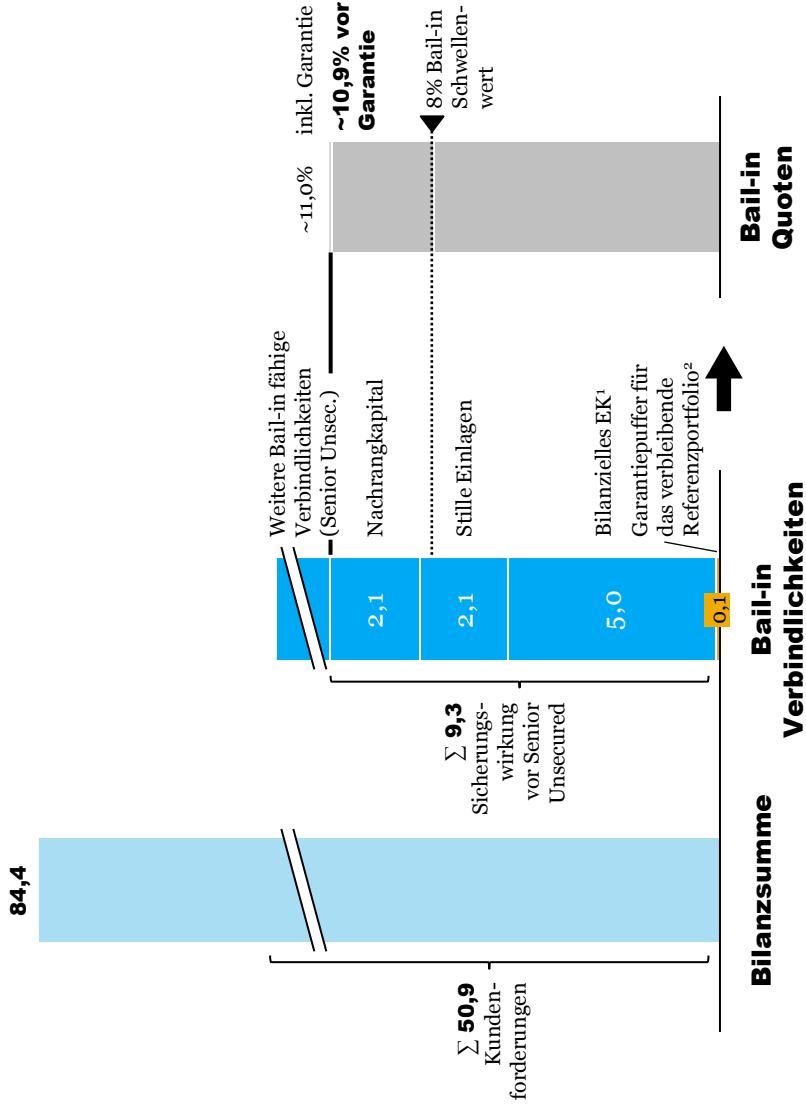 84,4
∑ 50,9
Kunden-
forderungen
Bilanzsumme
∑ 9,3
Sicherungs-
wirkung
vor Senior
Unsecured
2,1
2,1
5,0
0,1
Bail-in
Verbindlichkeiten
Weitere Bail-in fähige
Verbindlichkeiten
(Senior Unsec.)
Nachrangkapital
Stille Einlagen
Bilanzielles EK¹
Garantiepuffer für
das verbleibende
Referenzportfolio²
~11,0%
inkl. Garantie
~10,9% vor
Garantie
8% Bail-in
Schwellen-
wert
Bail-in
Quoten